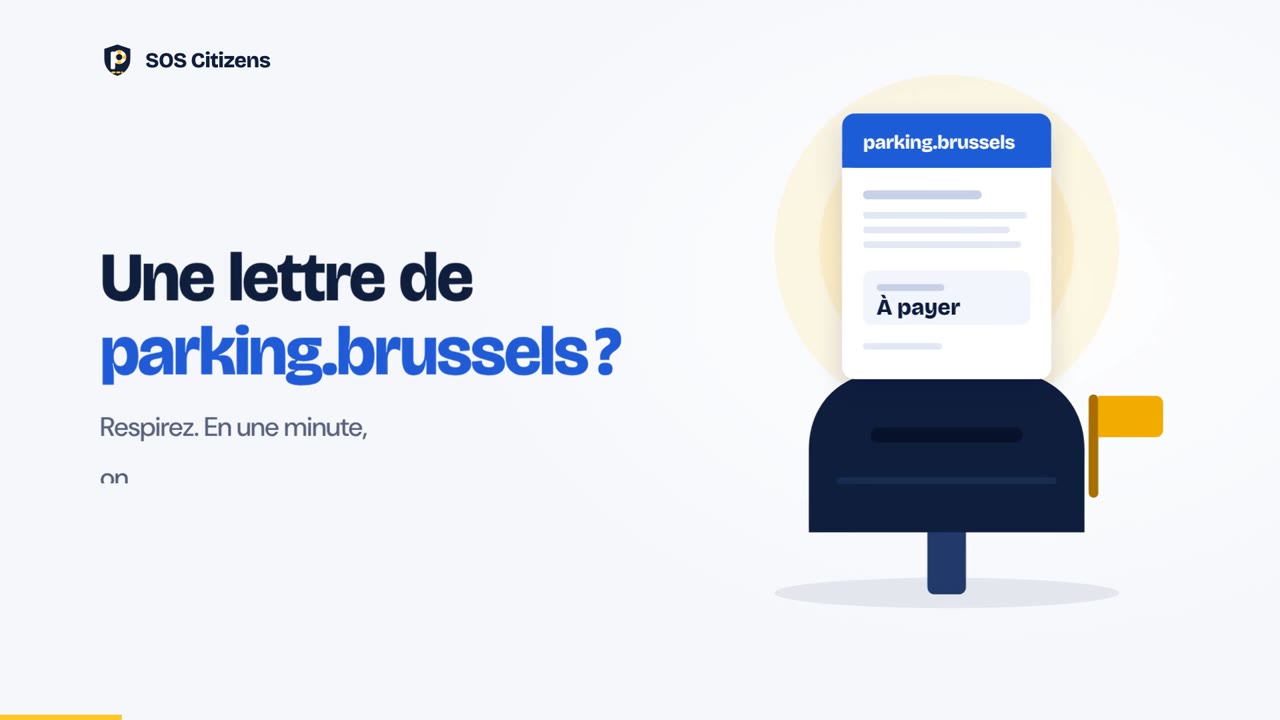 SOS Citizens
Une lettre de
parking.brussels ?
Respirez. En une minute,
on
parking.brussels
À payer